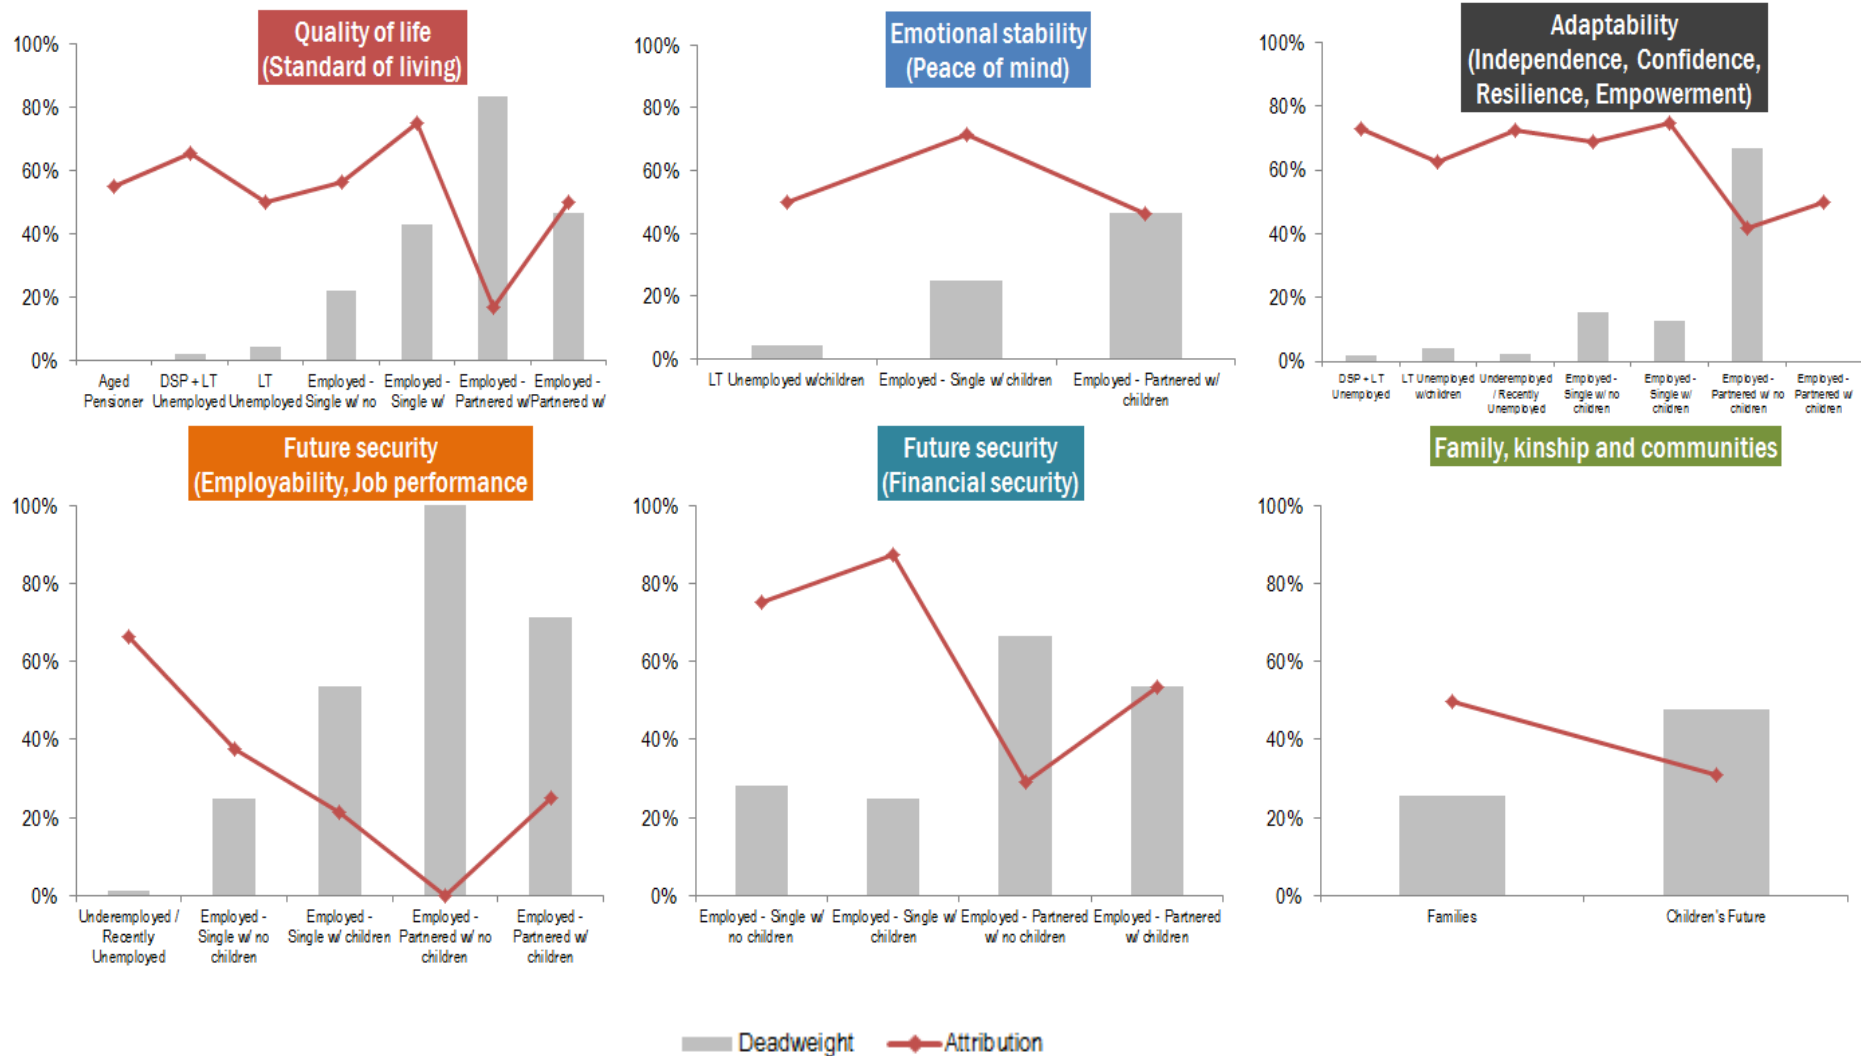 Quality of life
(Standard of living)
100%
80%
60%
40%
20%
0%
Aged
Pensioner
DSP + LT
Unemployed
LT
Unemployed
Employed -
Single w/ no
Employed -
Single w/
Employed -
Partnered w/
Employed -
Partnered w/
Emotional stability
(Peace of mind)
100%
80%
60%
40%
20%
0%
LT Unemployed w/children
Employed - Single w/ children
Employed - Partnered w/
children
Adaptability
(Independence, Confidence,
Resilience, Empowerment)
100%
80%
60%
40%
20%
0%
DSP + LT
Unemployed
LT Unemployed
w/children
Underemployed
/ Recently
Unemployed
Employed -
Single w/ no
children
Employed -
Single w/
children
Employed -
Partnered w/ no
children
Employed -
Partnered w/
children
Future security
(Employability, Job performance
100%
80%
60%
40%
20%
0%
Underemployed /
Recently
Unemployed
Employed -
Single w/ no
children
Employed -
Single w/ children
Employed -
Partnered w/ no
children
Employed -
Partnered w/
children
Future security
(Financial security)
100%
80%
60%
40%
20%
0%
Employed - Single w/
no children
Employed - Single w/
children
Employed - Partnered
w/ no children
Employed - Partnered
w/ children
Family, kinship and communities
100%
80%
60%
40%
20%
0%
Families
Children's Future
Deadweight
Attribution